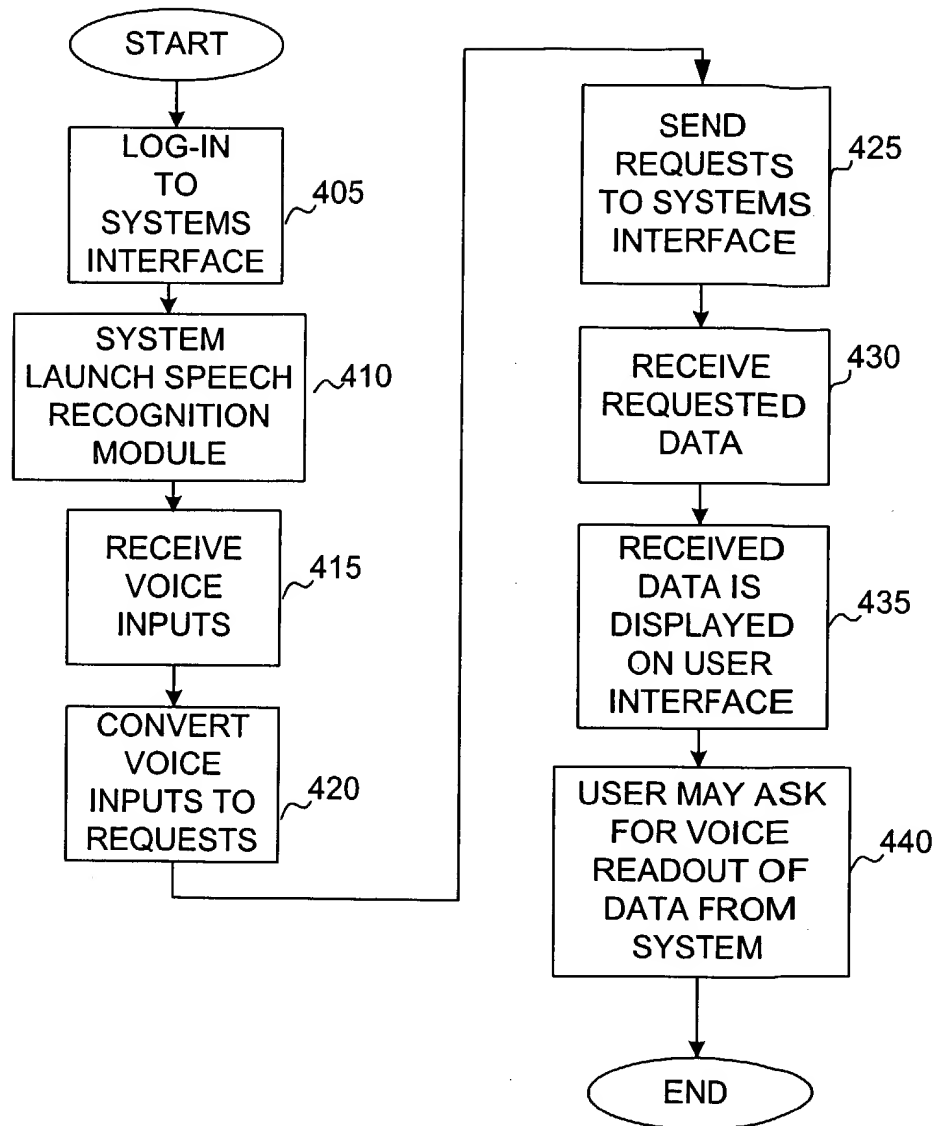 START
LOG-IN
TO
SYSTEMS
INTERFACE
405
SYSTEM
LAUNCH SPEECH
RECOGNITION
MODULE
410
RECEIVE
VOICE
INPUTS
415
CONVERT
VOICE
INPUTS TO
REQUESTS
420
SEND
REQUESTS
TO SYSTEMS
INTERFACE
425
RECEIVE
REQUESTED
DATA
430
RECEIVED
DATA IS
DISPLAYED
ON USER
INTERFACE
435
USER MAY ASK
FOR VOICE
READOUT OF
DATA FROM
SYSTEM
440
END